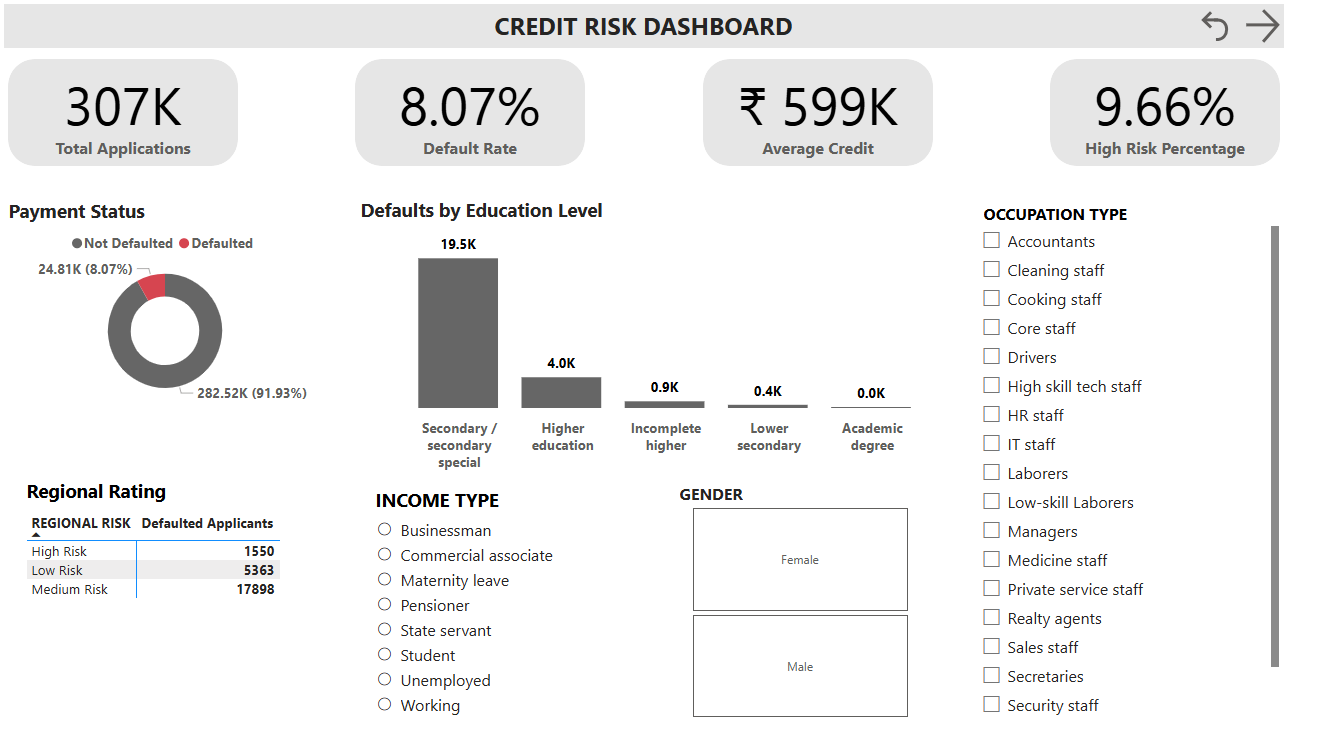 CREDIT RISK DASHBOARD
307K
Total Applications
8.07%
Default Rate
₹ 599K
Average Credit
9.66%
High Risk Percentage
Payment Status
Not Defaulted Defaulted
24.81K (8.07%)
282.52K (91.93%)
Defaults by Education Level
19.5K
4.0K
0.9K
0.4K
0.0K
Secondary /
secondary
special
Higher
education
Incomplete
higher
Lower
secondary
Academic
degree
Regional Rating
REGIONAL RISK Defaulted Applicants
High Risk 1550
Low Risk 5363
Medium Risk 17898
INCOME TYPE
Businessman
Commercial associate
Maternity leave
Pensioner
State servant
Student
Unemployed
Working
GENDER
Female
Male
OCCUPATION TYPE
Accountants
Cleaning staff
Cooking staff
Core staff
Drivers
High skill tech staff
HR staff
IT staff
Laborers
Low-skill Laborers
Managers
Medicine staff
Private service staff
Realty agents
Sales staff
Secretaries
Security staff